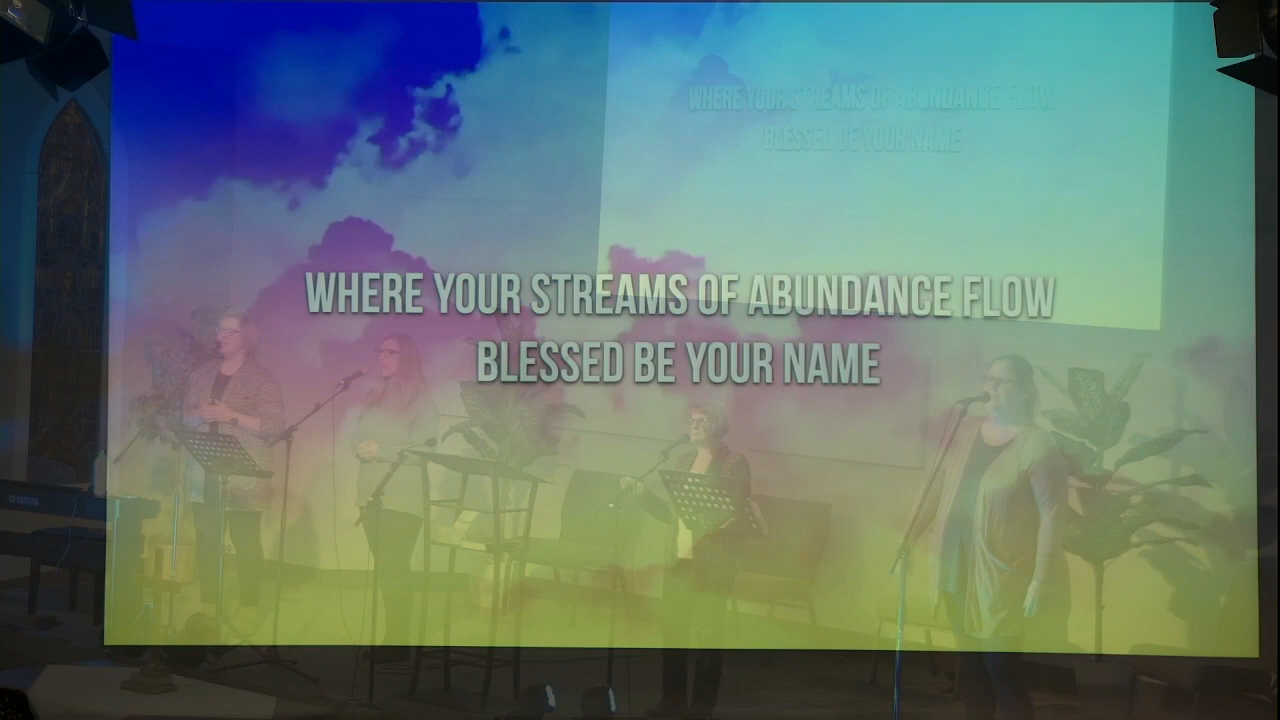 WHERE YOUR STREAMS OF ABUNDANCE FLOW
BLESSED BE YOUR NAME
WHERE YOUR STREAMS OF ABUNDANCE FLOW
BLESSED BE YOUR NAME
YAMAHA